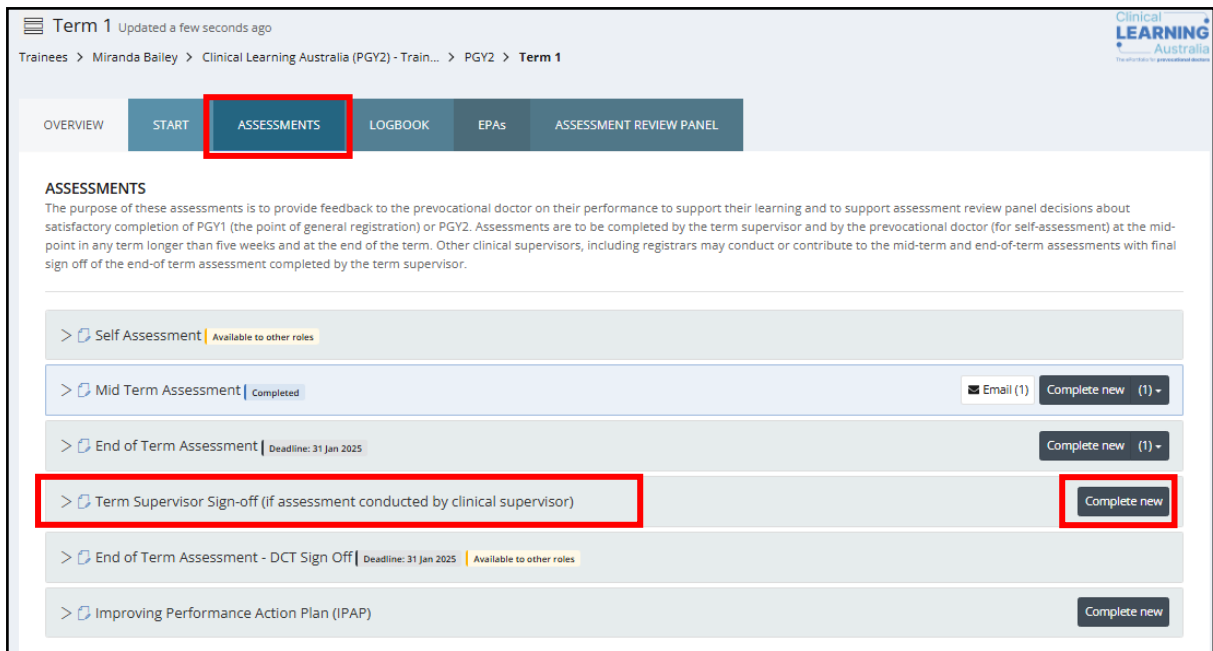 Term 1 Updated a few seconds ago
Clinical
LEARNING
Australia
Trainees > Miranda Bailey > Clinical Learning Australia (PGY2) - Train... > PGY2 > Term 1
OVERVIEW START ASSESSMENTS LOGBOOK EPAs ASSESSMENT REVIEW PANEL
ASSESSMENTS
The purpose of these assessments is to provide feedback to the prevocational doctor on their performance to support their learning and to support assessment review panel decisions about
satisfactory completion of PGY1 (the point of general registration) or PGY2. Assessments are to be completed by the term supervisor and by the prevocational doctor (for self-assessment) at the mid-
point in any term longer than five weeks and at the end of the term. Other clinical supervisors, including registrars may conduct or contribute to the mid-term and end-of-term assessments with final
sign off of the end-of term assessment completed by the term supervisor.
> Self Assessment Available to other roles
> Mid Term Assessment Completed Email (1) Complete new (1)
> End of Term Assessment Deadline: 31 Jan 2025 Complete new (1)
> Term Supervisor Sign-off (if assessment conducted by clinical supervisor) Complete new
> End of Term Assessment - DCT Sign Off Deadline: 31 Jan 2025 Available to other roles
> Improving Performance Action Plan (IPAP) Complete new